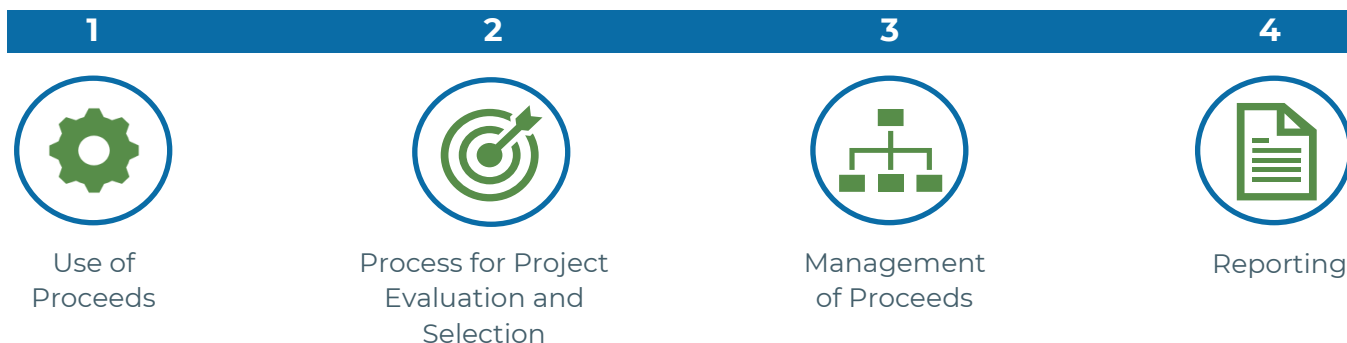 1 2 3 4
Use of
Proceeds
Process for Project
Evaluation and
Selection
Management
of Proceeds
Reporting